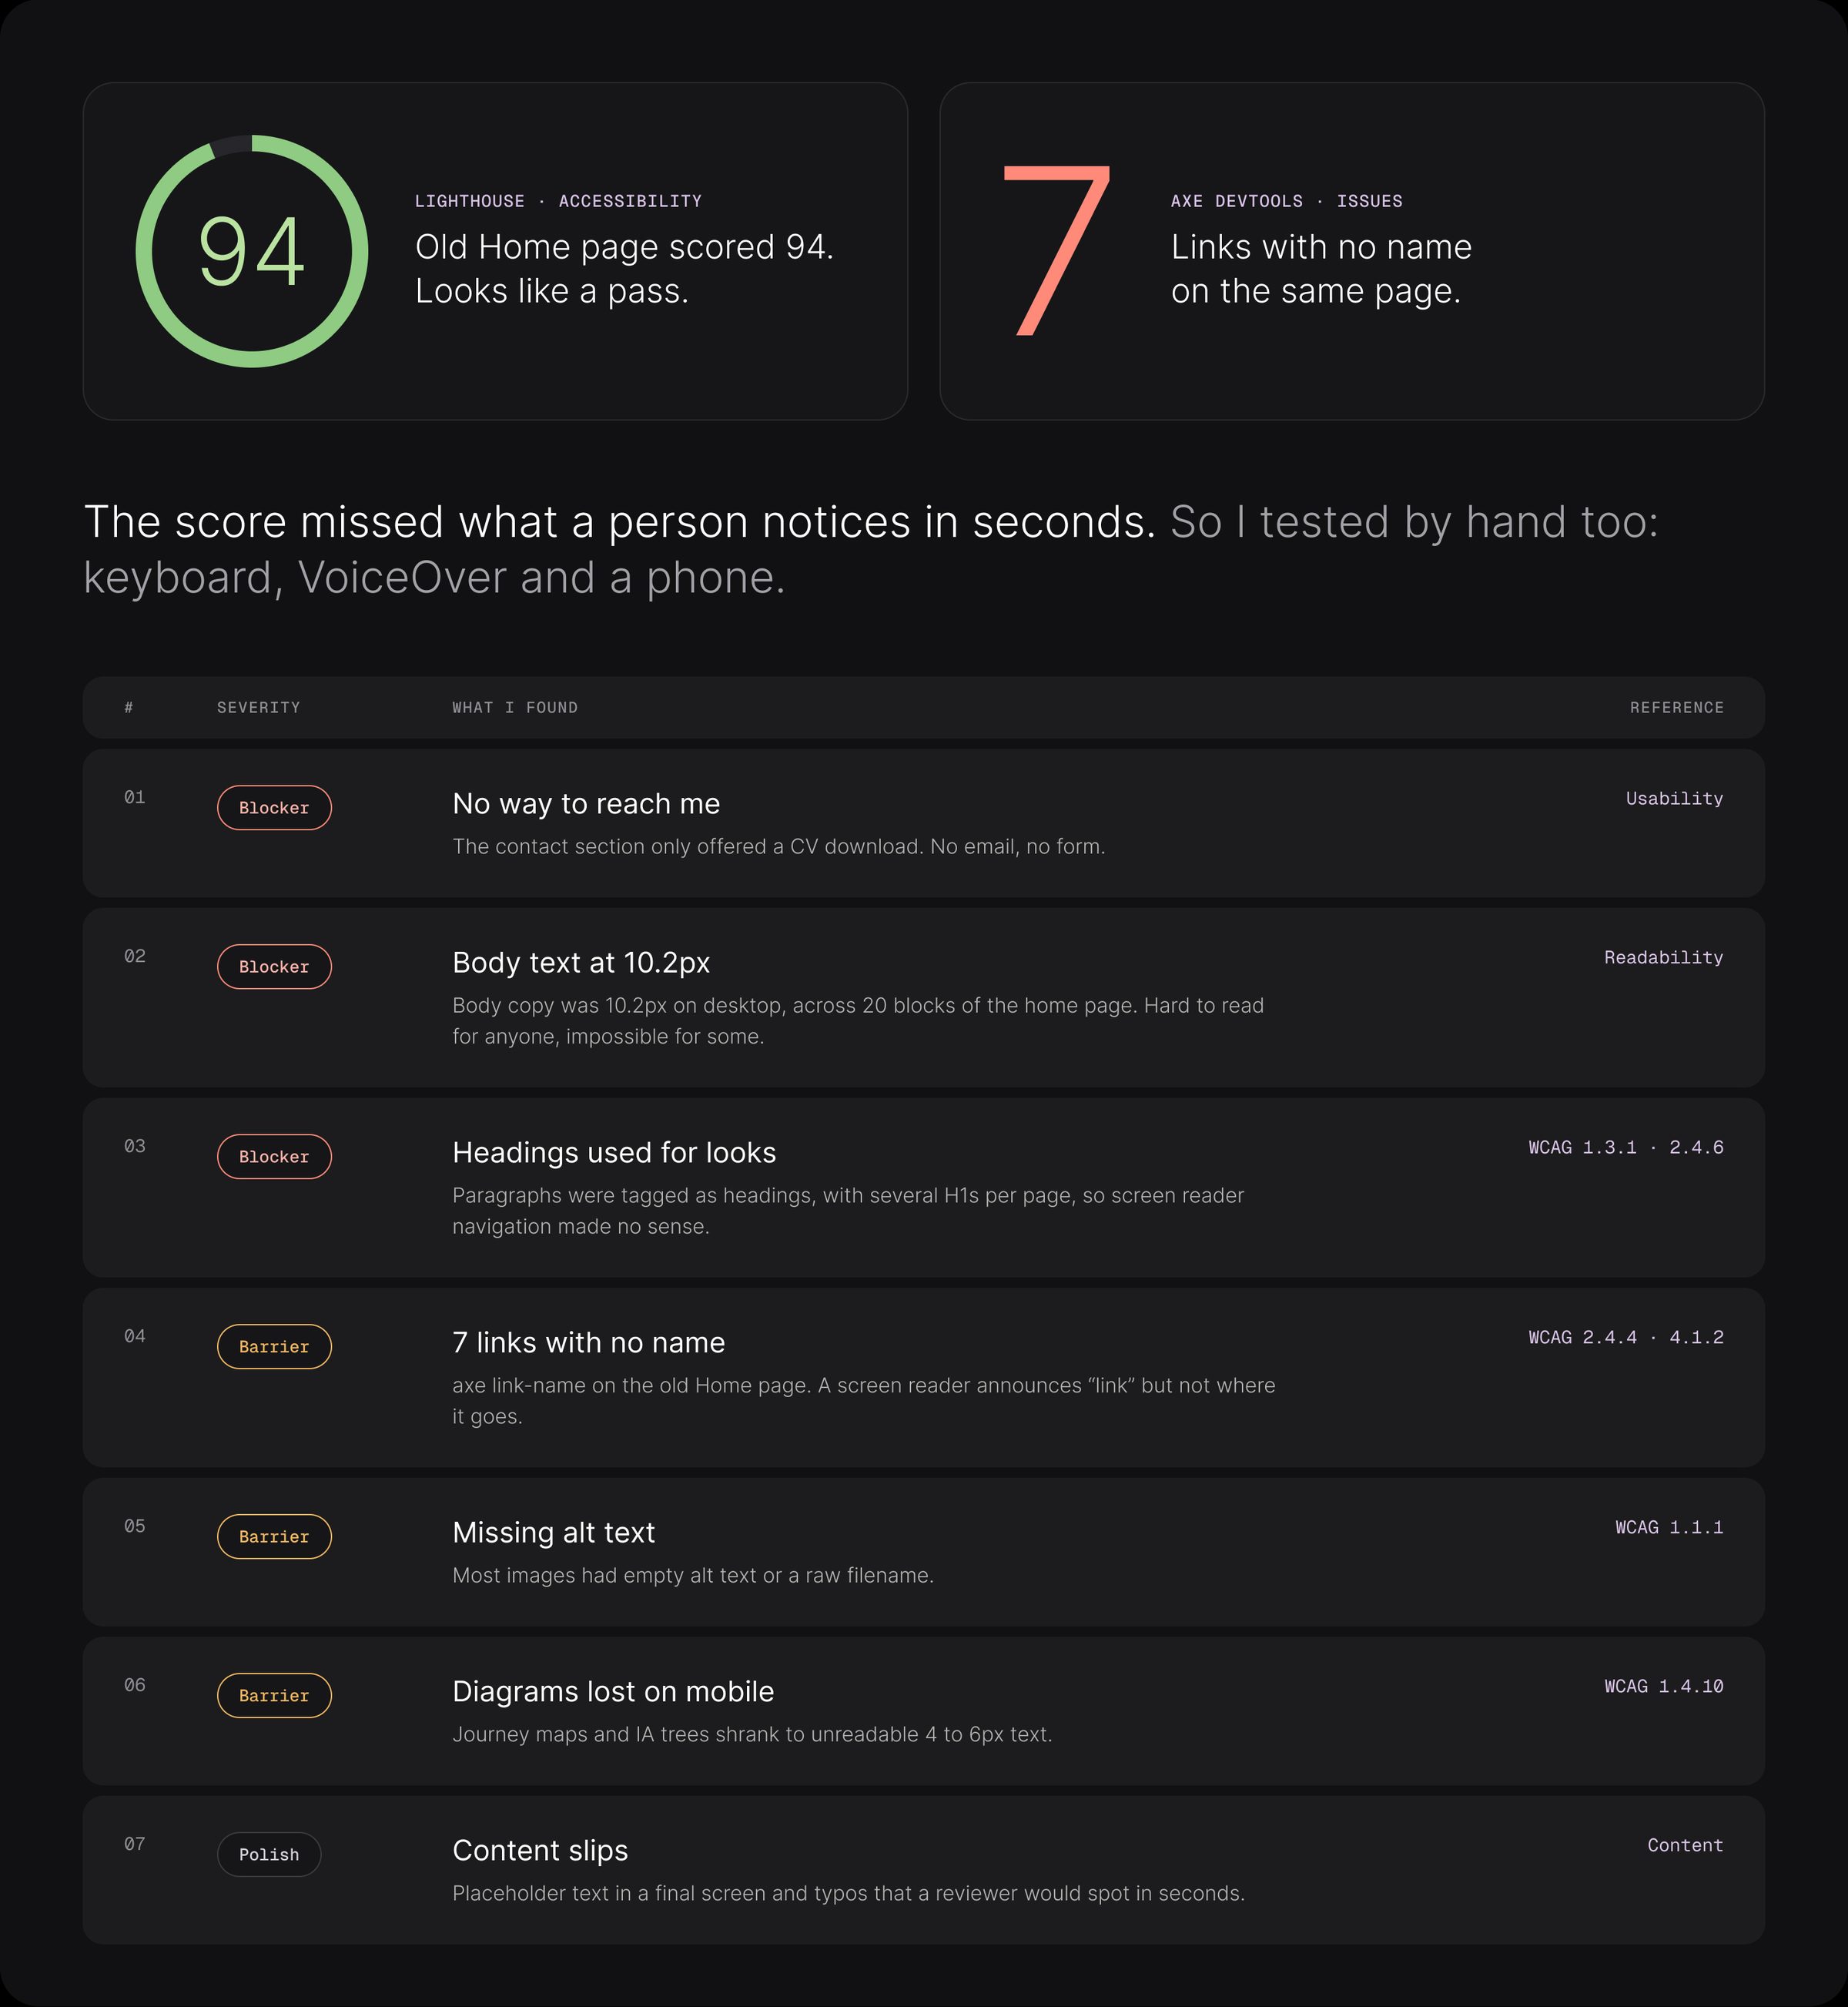 94
LIGHTHOUSE · ACCESSIBILITY
Old Home page scored 94.
Looks like a pass.
7
AXE DEVTOOLS · ISSUES
Links with no name
on the same page.
The score missed what a person notices in seconds. So I tested by hand too:
keyboard, VoiceOver and a phone.
# SEVERITY WHAT I FOUND REFERENCE
01 Blocker No way to reach me Usability
The contact section only offered a CV download. No email, no form.
02 Blocker Body text at 10.2px Readability
Body copy was 10.2px on desktop, across 20 blocks of the home page. Hard to read
for anyone, impossible for some.
03 Blocker Headings used for looks WCAG 1.3.1 · 2.4.6
Paragraphs were tagged as headings, with several H1s per page, so screen reader
navigation made no sense.
04 Barrier 7 links with no name WCAG 2.4.4 · 4.1.2
axe link-name on the old Home page. A screen reader announces “link” but not where
it goes.
05 Barrier Missing alt text WCAG 1.1.1
Most images had empty alt text or a raw filename.
06 Barrier Diagrams lost on mobile WCAG 1.4.10
Journey maps and IA trees shrank to unreadable 4 to 6px text.
07 Polish Content slips Content
Placeholder text in a final screen and typos that a reviewer would spot in seconds.